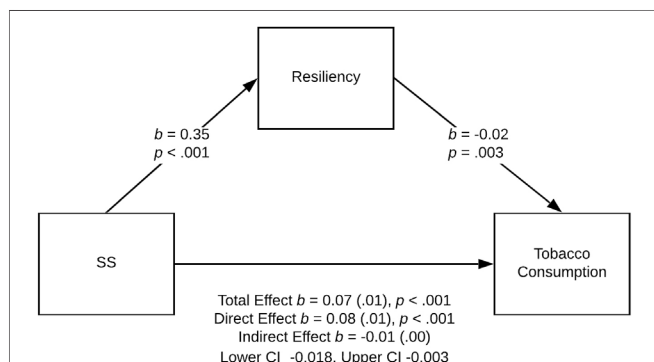 Resiliency
b = 0.35
p < .001
b = -0.02
p = .003
SS
Tobacco
Consumption
Total Effect b = 0.07 (.01), p < .001
Direct Effect b = 0.08 (.01), p < .001
Indirect Effect b = -0.01 (.00)
Lower CI -0.018, Upper CI -0.003